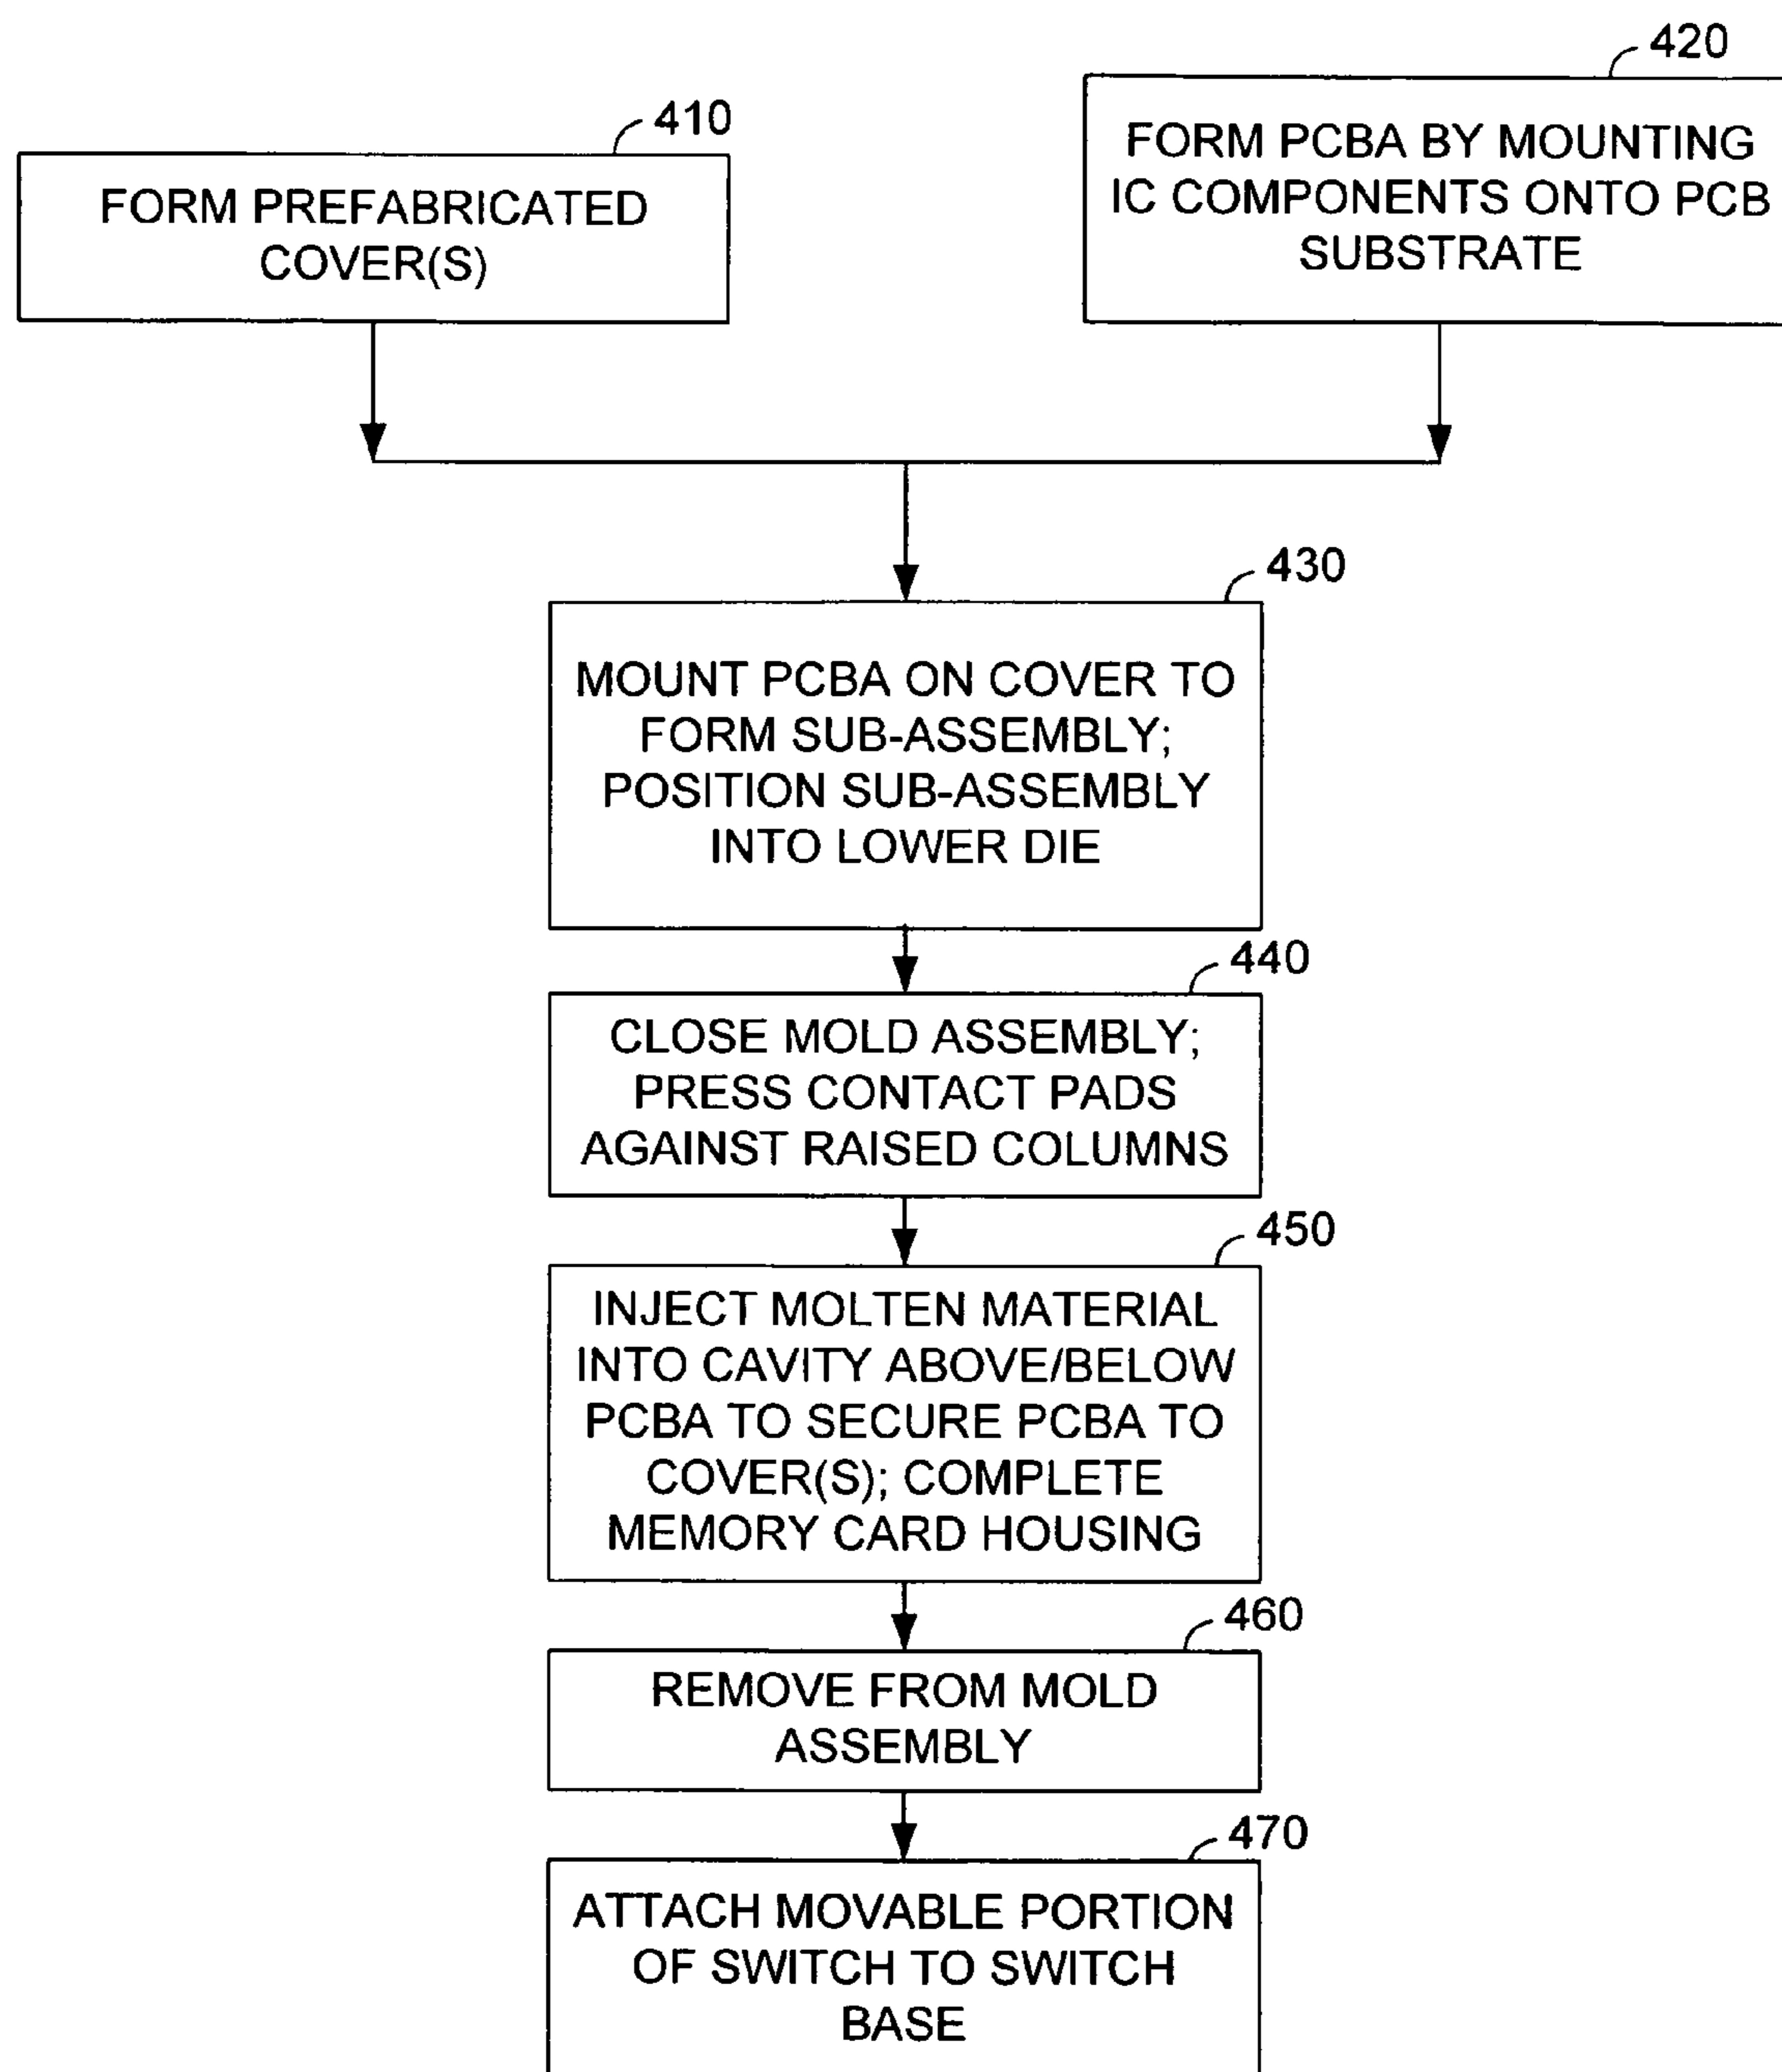 410
FORM PREFABRICATED
COVER(S)
420
FORM PCBA BY MOUNTING
IC COMPONENTS ONTO PCB
SUBSTRATE
430
MOUNT PCBA ON COVER TO
FORM SUB-ASSEMBLY;
POSITION SUB-ASSEMBLY
INTO LOWER DIE
440
CLOSE MOLD ASSEMBLY;
PRESS CONTACT PADS
AGAINST RAISED COLUMNS
450
INJECT MOLTEN MATERIAL
INTO CAVITY ABOVE/BELOW
PCBA TO SECURE PCBA TO
COVER(S); COMPLETE
MEMORY CARD HOUSING
460
REMOVE FROM MOLD
ASSEMBLY
470
ATTACH MOVABLE PORTION
OF SWITCH TO SWITCH
BASE